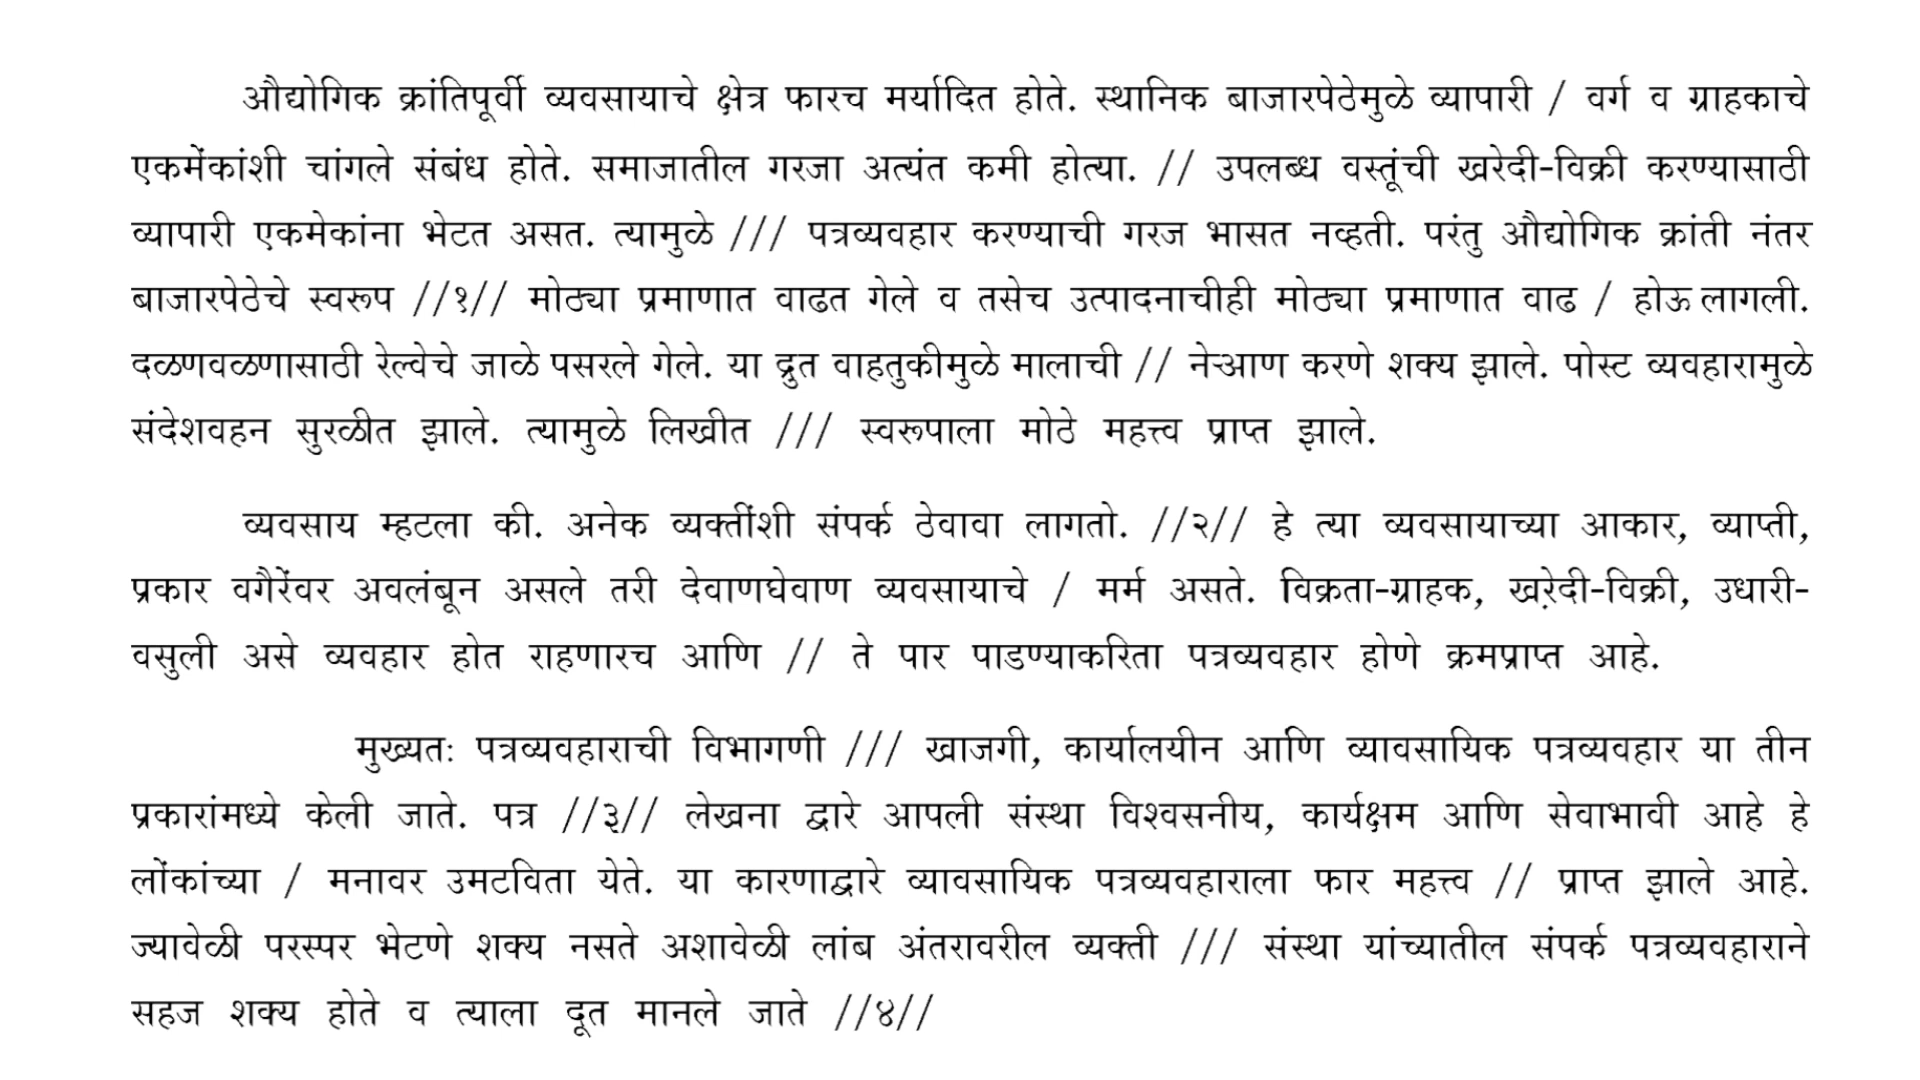 औद्योगिक क्रांतिपूर्वी व्यवसायाचे क्षेत्र फारच मर्यादित होते. स्थानिक बाजारपेठेमुळे व्यापारी / वर्ग व ग्राहकाचे
एकमेंकांशी चांगले संबंध होते. समाजातील गरजा अत्यंत कमी होत्या. // उपलब्ध वस्तूंची खरेदी-विक्री करण्यासाठी
व्यापारी एकमेकांना भेटत असत. त्यामुळे /// पत्रव्यवहार करण्याची गरज भासत नव्हती. परंतु औद्योगिक क्रांती नंतर
बाजारपेठेचे स्वरूप //१// मोठ्या प्रमाणात वाढत गेले व तसेच उत्पादनाचीही मोठ्या प्रमाणात वाढ / होऊ लागली.
दळणवळणासाठी रेल्वेचे जाळे पसरले गेले. या द्रुत वाहतुकीमुळे मालाची // ने-आण करणे शक्य झाले. पोस्ट व्यवहारामुळे
संदेशवहन सुरळीत झाले. त्यामुळे लिखीत /// स्वरूपाला मोठे महत्त्व प्राप्त झाले.
व्यवसाय म्हटला की. अनेक व्यक्तींशी संपर्क ठेवावा लागतो. //२// हे त्या व्यवसायाच्या आकार, व्याप्ती,
प्रकार वगैरेंवर अवलंबून असले तरी देवाणघेवाण व्यवसायाचे / मर्म असते. विक्रता-ग्राहक, खरे़दी-विक्री, उधारी-
वसुली असे व्यवहार होत राहणारच आणि // ते पार पाडण्याकरिता पत्रव्यवहार होणे क्रमप्राप्त आहे.
मुख्यतः पत्रव्यवहाराची विभागणी /// खाजगी, कार्यालयीन आणि व्यावसायिक पत्रव्यवहार या तीन
प्रकारांमध्ये केली जाते. पत्र //३// लेखना द्वारे आपली संस्था विश्वसनीय, कार्यक्षम आणि सेवाभावी आहे हे
लोंकांच्या / मनावर उमटविता येते. या कारणाद्वारे व्यावसायिक पत्रव्यवहाराला फार महत्त्व // प्राप्त झाले आहे.
ज्यावेळी परस्पर भेटणे शक्य नसते अशावेळी लांब अंतरावरील व्यक्ती /// संस्था यांच्यातील संपर्क पत्रव्यवहाराने
सहज शक्य होते व त्याला दूत मानले जाते //४//